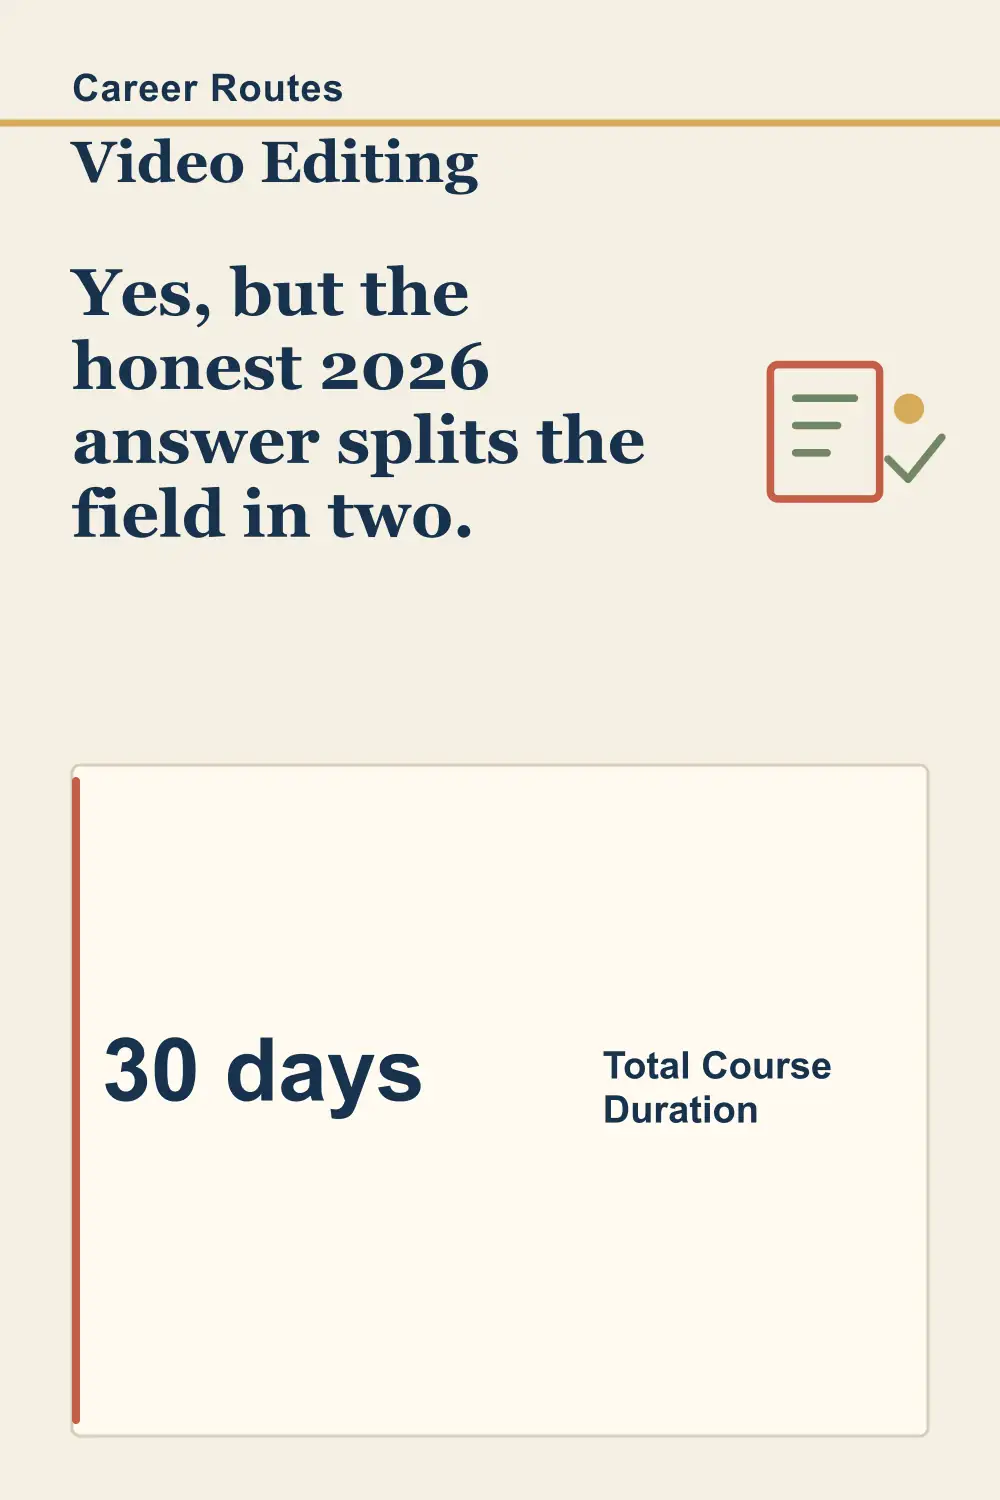 Career Routes
Video Editing
Yes, but the
honest 2026
answer splits the
field in two.
30 days
Total Course
Duration